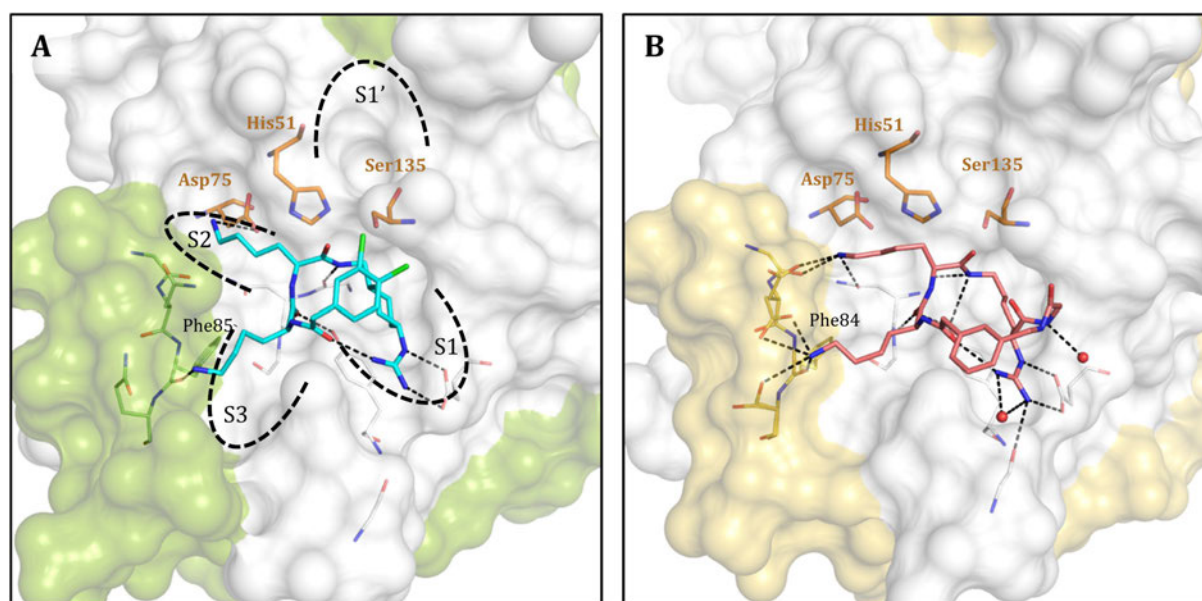 A
S1'
His51
Ser135
Asp75
S2
Phe85
S1
S3
B
His51
Ser135
Asp75
Phe84